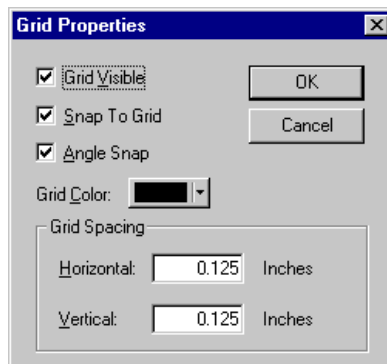 Grid Properties
Grid Visible
OK
Snap To Grid
Cancel
Angle Snap
Grid Color:
Grid Spacing
Horizontal: 0.125 Inches
Vertical: 0.125 Inches